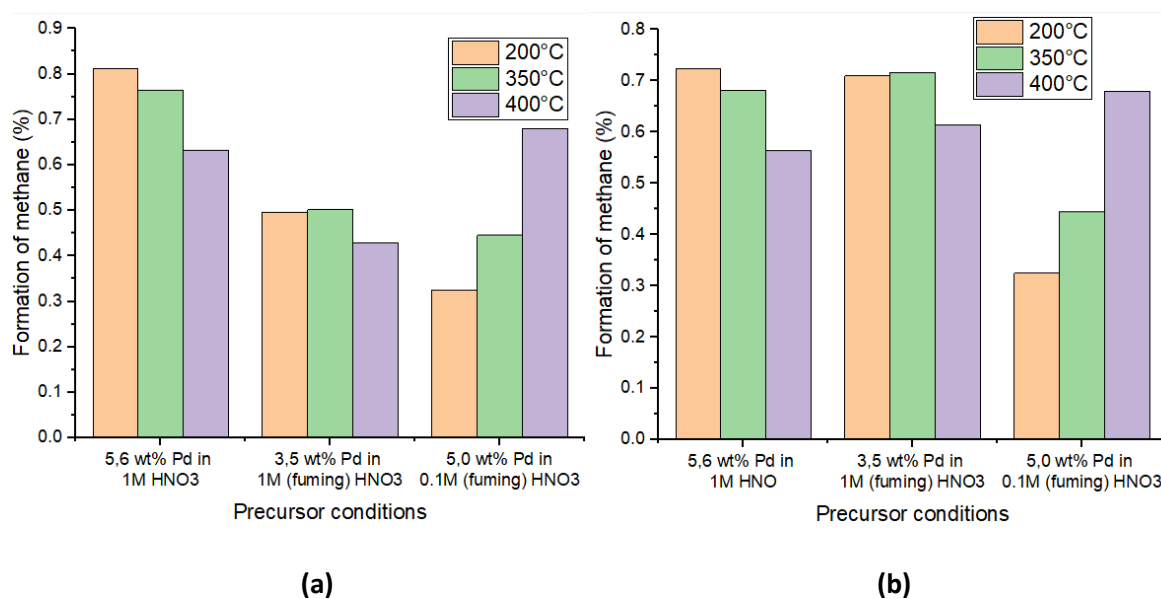 0.9
0.8
0.7
0.6
0.5
0.4
0.3
0.2
0.1
0.0
Formation of methane (%)
200°C
350°C
400°C
5,6 wt% Pd in
1M HNO3
3,5 wt% Pd in
1M (fuming) HNO3
5,0 wt% Pd in
0.1M (fuming) HNO3
Precursor conditions
(a)
0.8
0.7
0.6
0.5
0.4
0.3
0.2
0.1
0.0
Formation of methane (%)
200°C
350°C
400°C
5,6 wt% Pd in
1M HNO
3,5 wt% Pd in
1M (fuming) HNO3
5,0 wt% Pd in
0.1M (fuming) HNO3
Precursor conditions
(b)